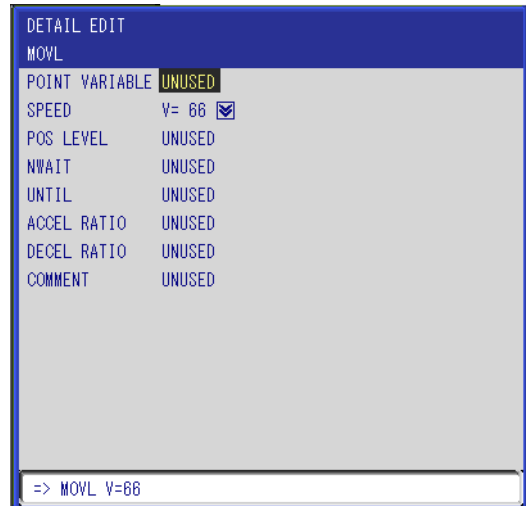 DETAIL EDIT
MOVL
POINT VARIABLE UNUSED
SPEED V= 66
POS LEVEL UNUSED
NWAIT UNUSED
UNTIL UNUSED
ACCEL RATIO UNUSED
DECEL RATIO UNUSED
COMMENT UNUSED
=> MOVL V=66